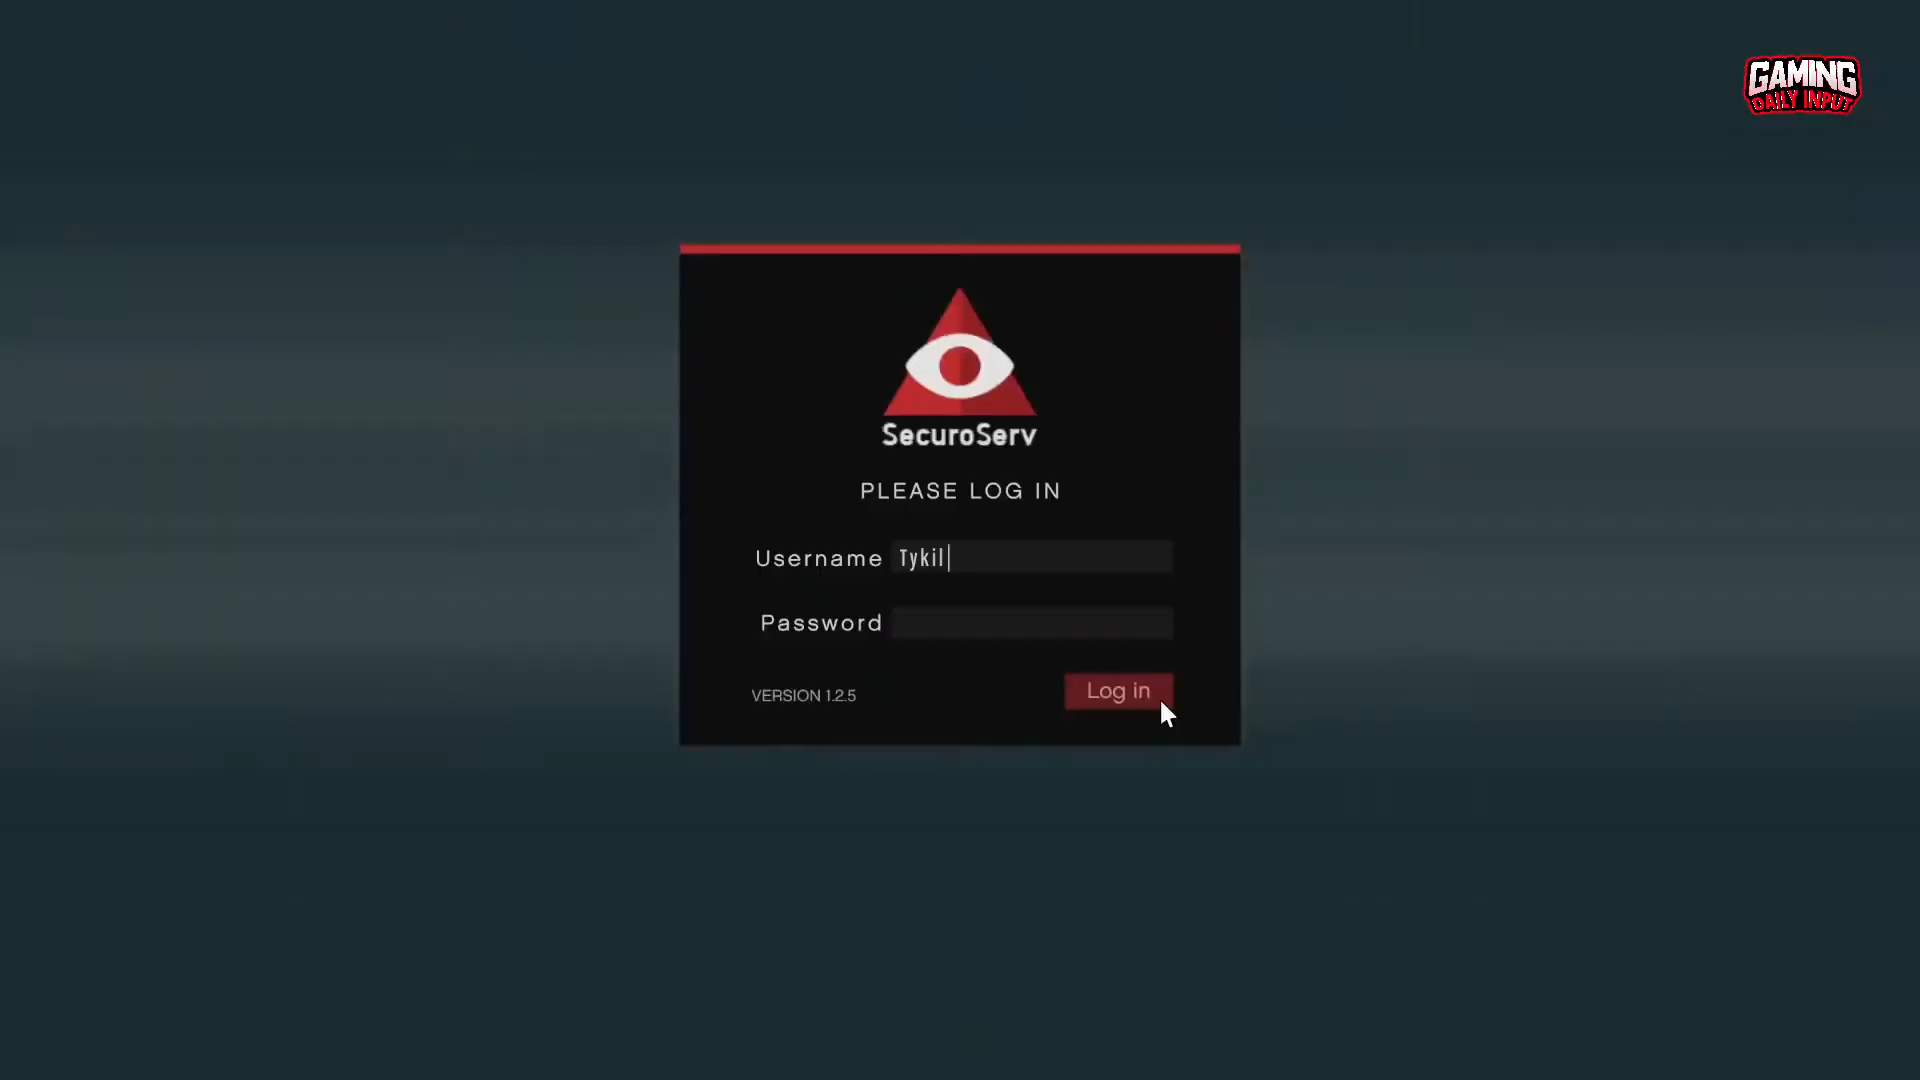 GAMING
DAILY INPUT
SecuroServ
PLEASE LOG IN
Username Tykil
Password
VERSION 1.2.5 Log in